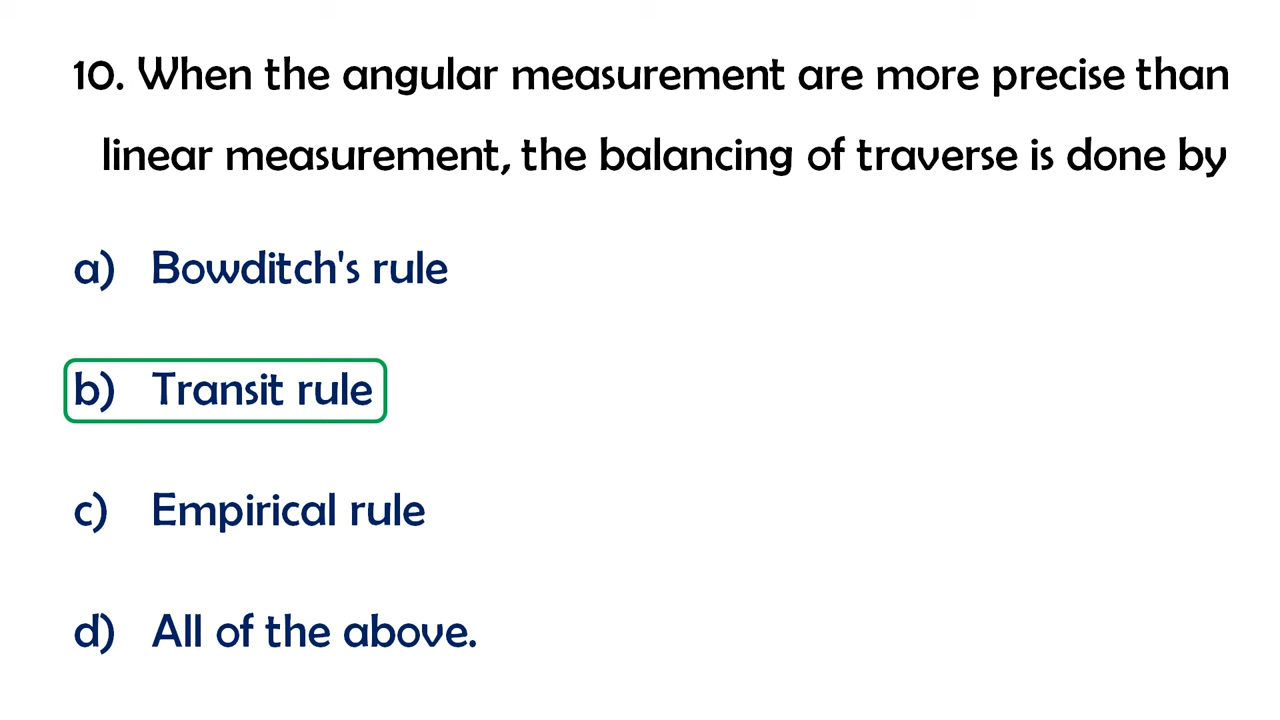 10. When the angular measurement are more precise than
linear measurement, the balancing of traverse is done by
a) Bowditch's rule
b) Transit rule
c) Empirical rule
d) All of the above.